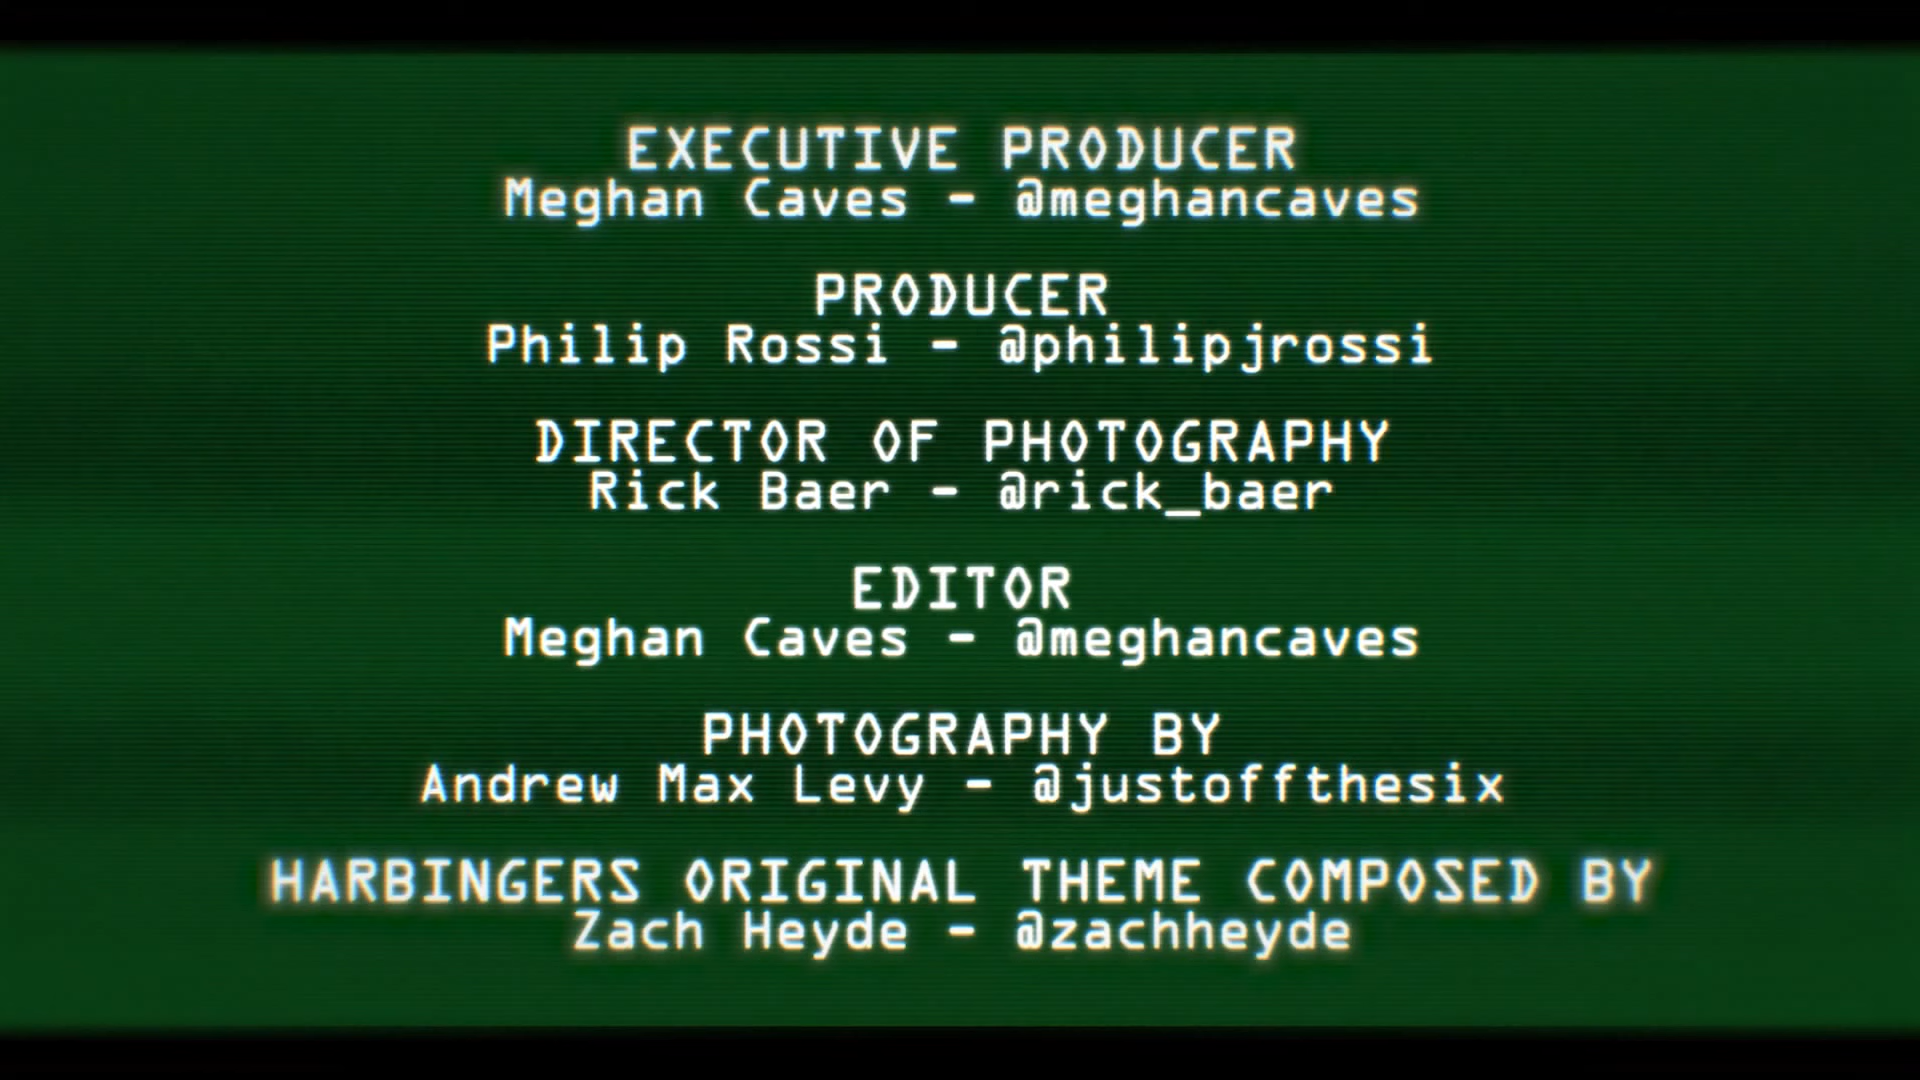 EXECUTIVE PRODUCER
Meghan Caves - @meghancaves
PRODUCER
Philip Rossi - @philipjrossi
DIRECTOR OF PHOTOGRAPHY
Rick Baer - @rick_baer
EDITOR
Meghan Caves - @meghancaves
PHOTOGRAPHY BY
Andrew Max Levy - @justoffthesix
HARBINGERS ORIGINAL THEME COMPOSED BY
Zach Heyde - @zachheyde